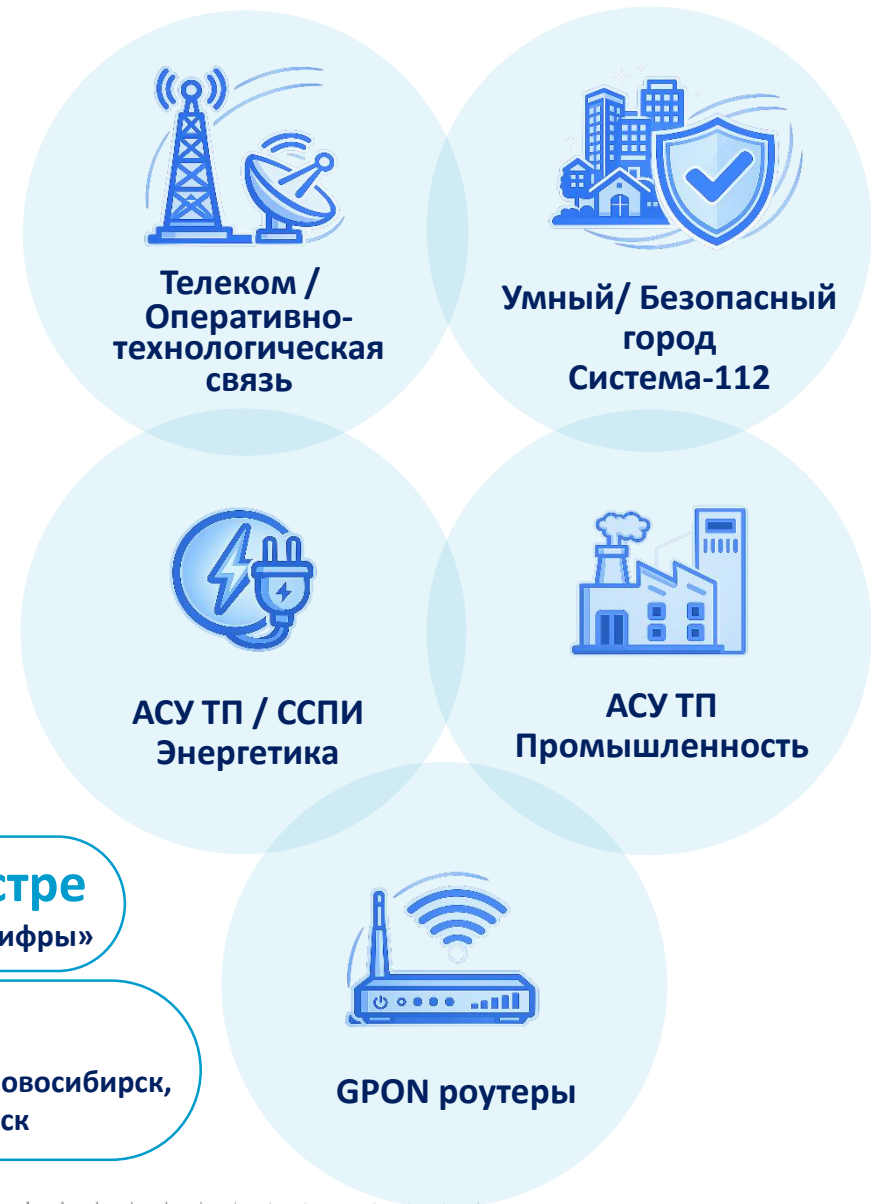 Телеком /
Оперативно-
технологическая
связь
Умный/ Безопасный
город
Система-112
АСУ ТП / ССПИ
Энергетика
АСУ ТП
Промышленность
стре
ифры»
овосибирск,
ск
GPON роутеры